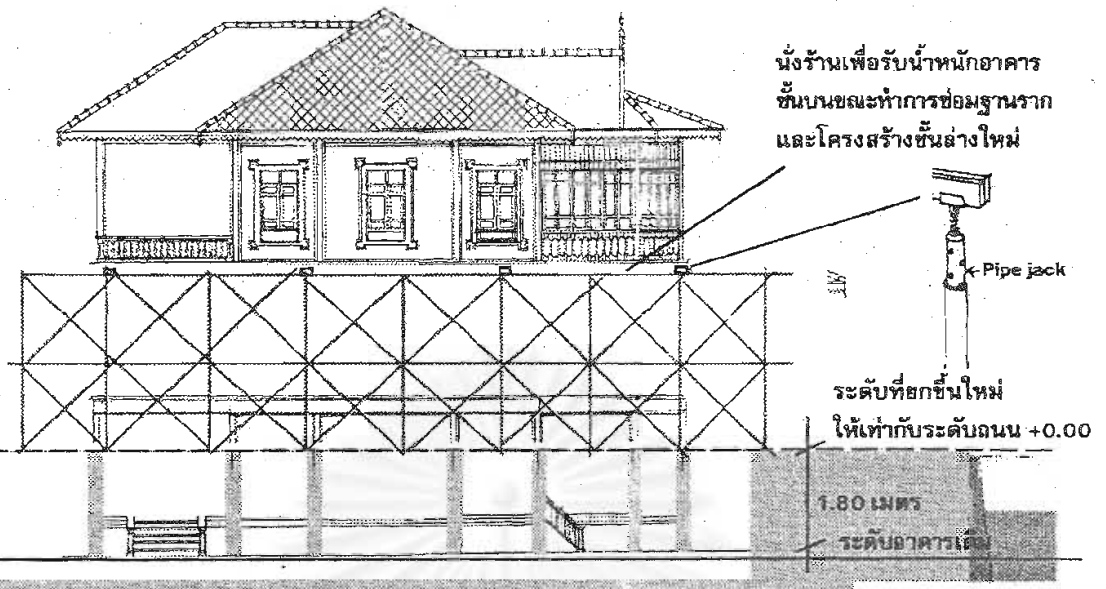 นั่งร้านเพื่อรับน้ำหนักอาคาร
ชั้นบนขณะทำการซ่อมฐานราก
และโครงสร้างชั้นล่างใหม่
Pipe jack
ระดับที่ยกขึ้นใหม่
ให้เท่ากับระดับถนน +0.00
1.80 เมตร
ระดับอาคารเดิม